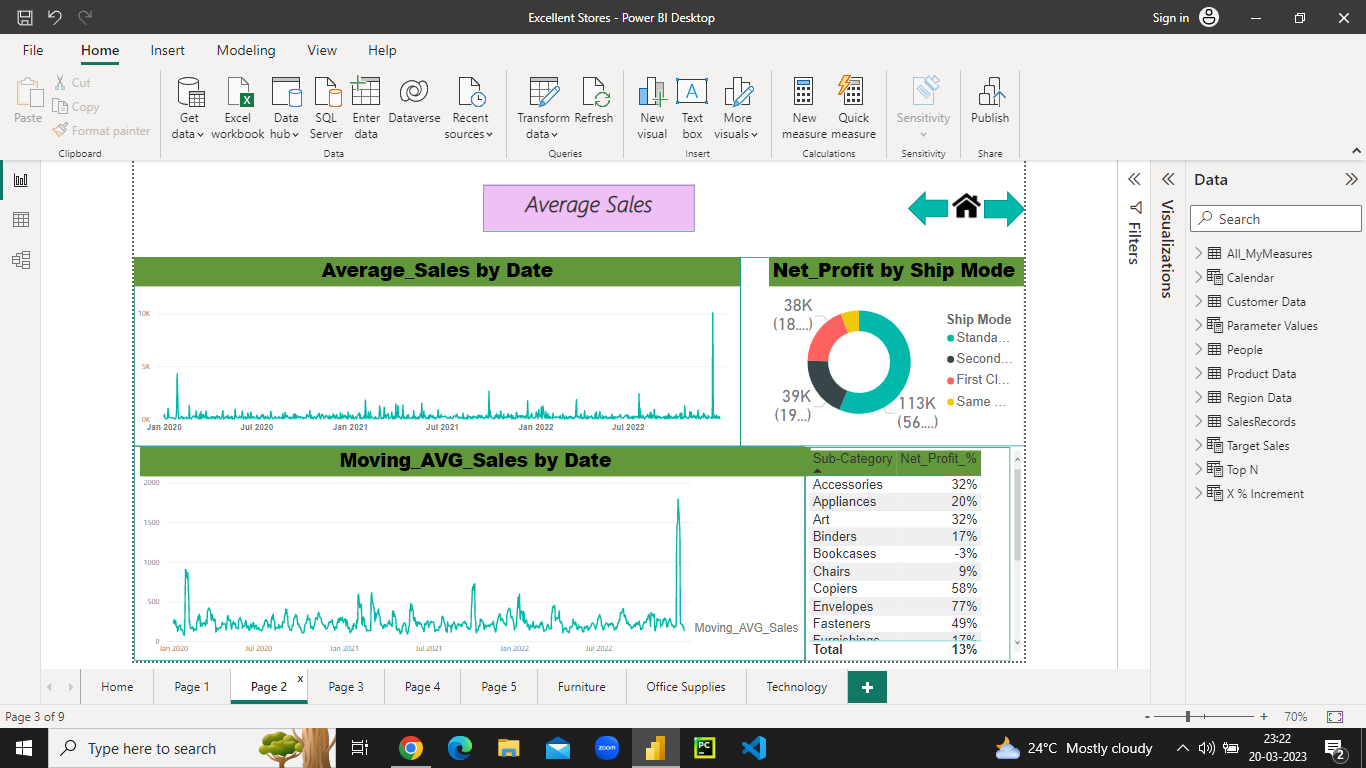 Excellent Stores - Power BI Desktop
Sign in
File Home Insert Modeling View Help
Paste
Cut
Copy
Format painter
Clipboard
Get data
Excel workbook
Data hub
SQL Server
Enter data
Dataverse
Recent sources
Data
Transform data
Refresh
Queries
New visual
Text box
More visuals
Insert
New measure
Quick measure
Calculations
Sensitivity
Sensitivity
Publish
Share
Average Sales
Average_Sales by Date
10K
5K
0K
Jan 2020 Jul 2020 Jan 2021 Jul 2021 Jan 2022 Jul 2022
Net_Profit by Ship Mode
38K
(18....)
39K
(19...)
113K
(56....)
Ship Mode
Standa...
Second...
First Cl...
Same ...
Moving_AVG_Sales by Date
2000
1500
1000
500
0
Jan 2020 Jul 2020 Jan 2021 Jul 2021 Jan 2022 Jul 2022
Moving_AVG_Sales
Sub-Category Net_Profit_%
Accessories 32%
Appliances 20%
Art 32%
Binders 17%
Bookcases -3%
Chairs 9%
Copiers 58%
Envelopes 77%
Fasteners 49%
Furnishings 17%
Total 13%
Filters
Visualizations
Data
Search
All_MyMeasures
Calendar
Customer Data
Parameter Values
People
Product Data
Region Data
SalesRecords
Target Sales
Top N
X % Increment
Home Page 1 Page 2 x Page 3 Page 4 Page 5 Furniture Office Supplies Technology +
Page 3 of 9
- + 70%
Type here to search
zoom
PC
24°C Mostly cloudy
23:22
20-03-2023
2